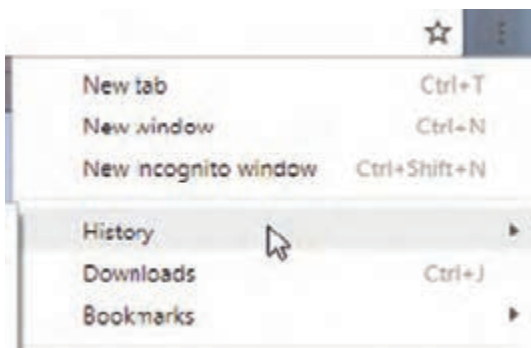 New tab Ctrl+T
New window Ctrl+N
New incognito window Ctrl+Shift+N
History
Downloads Ctrl+J
Bookmarks